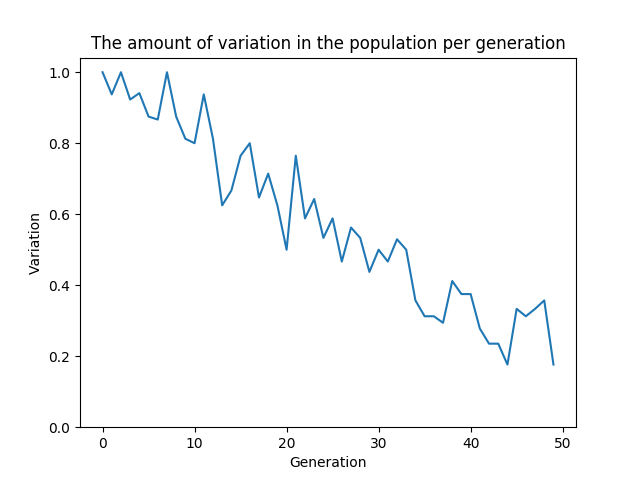 The amount of variation in the population per generation
1.0
0.8
0.6
0.4
0.2
0.0
Variation
0 10 20 30 40 50
Generation